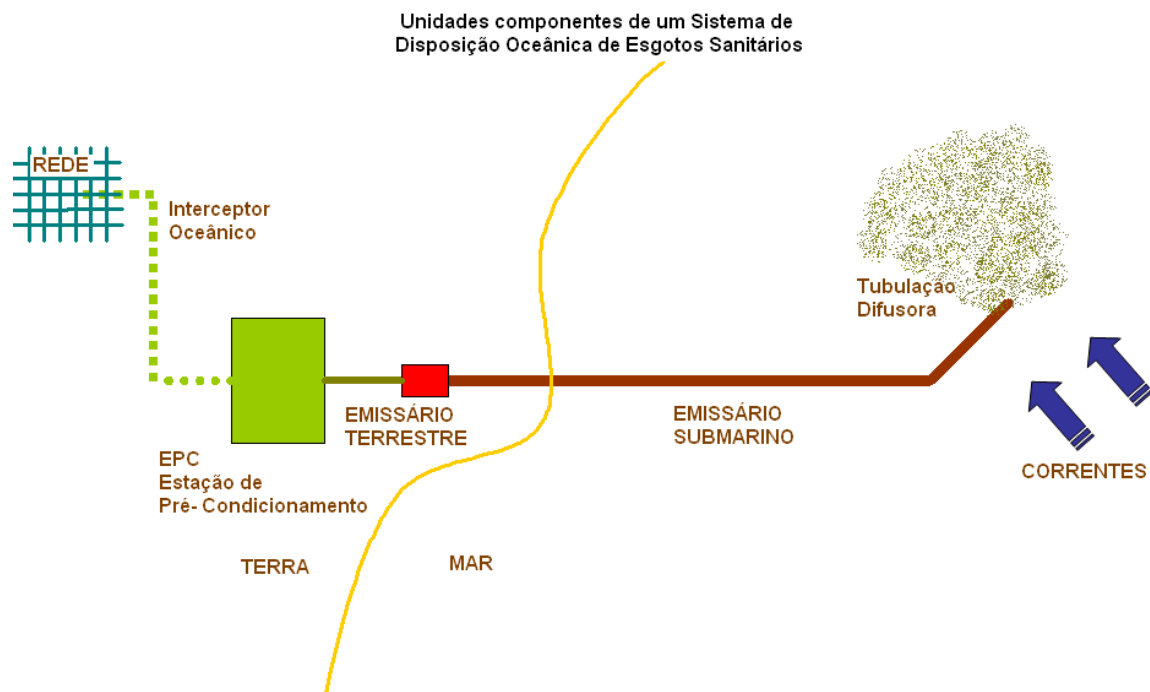 Unidades componentes de um Sistema de
Disposição Oceânica de Esgotos Sanitários
REDE
Interceptor
Oceânico
Tubulação
Difusora
EMISSÁRIO
TERRESTRE
EMISSÁRIO
SUBMARINO
CORRENTES
EPC
Estação de
Pré- Condicionamento
TERRA
MAR